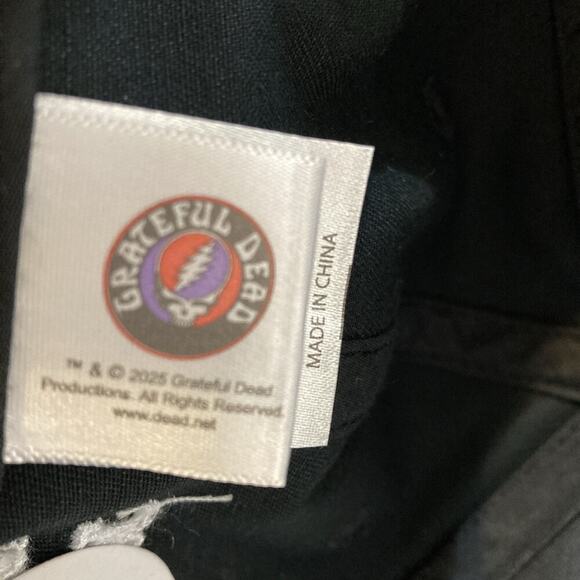 GRATEFUL DEAD
™ & © 2025 Grateful Dead
Productions. All Rights Reserved.
www.dead.net
MADE IN CHINA